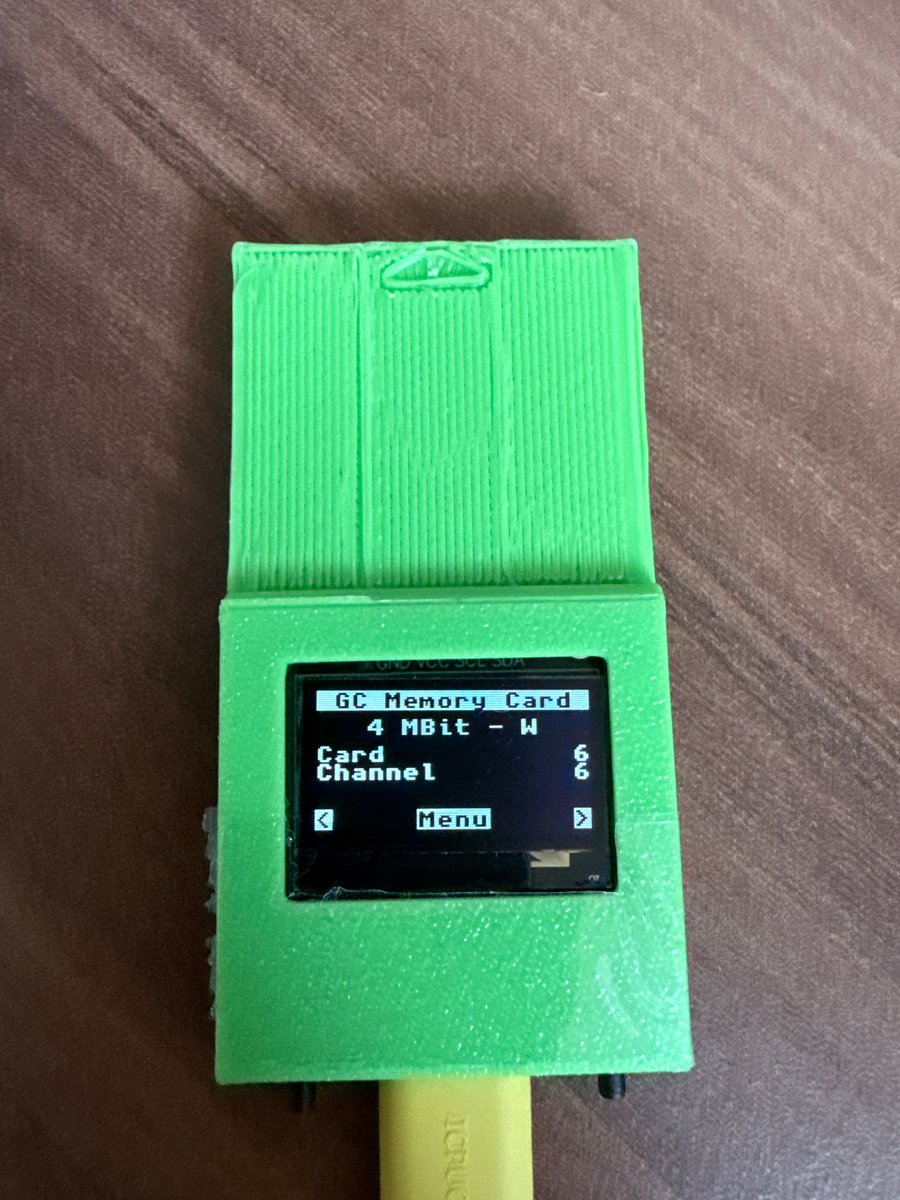 GND VCC SCL SDA
GC Memory Card
4 MBit - W
Card 6
Channel 6
< Menu >